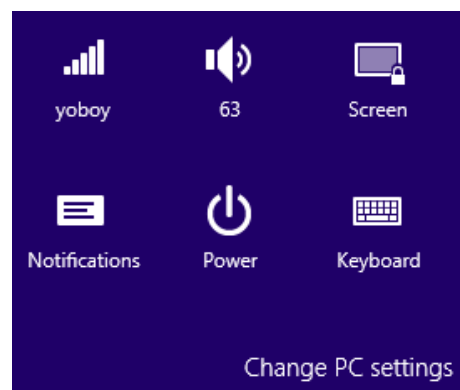 yoboy
63
Screen
Notifications
Power
Keyboard
Change PC settings